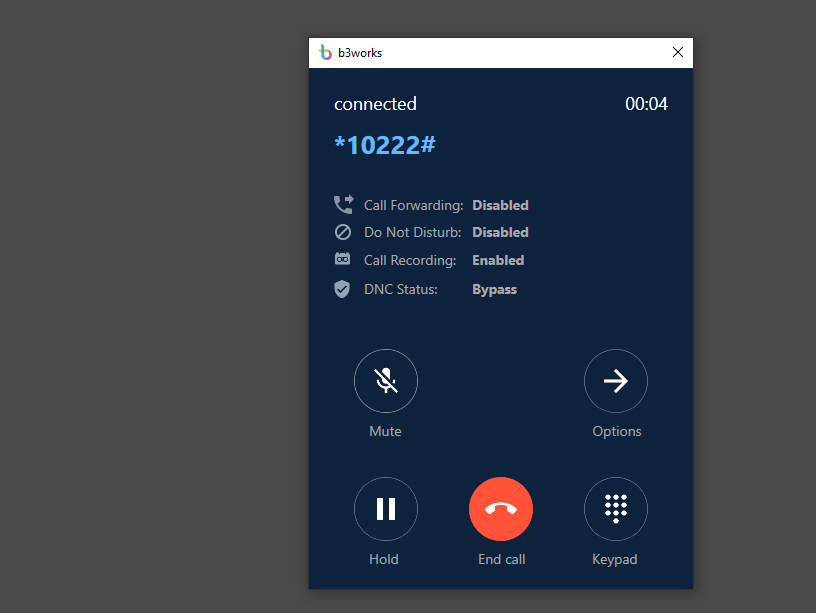 b3works
connected 00:04
*10222#
Call Forwarding: Disabled
Do Not Disturb: Disabled
Call Recording: Enabled
DNC Status: Bypass
Mute Options
Hold End call Keypad